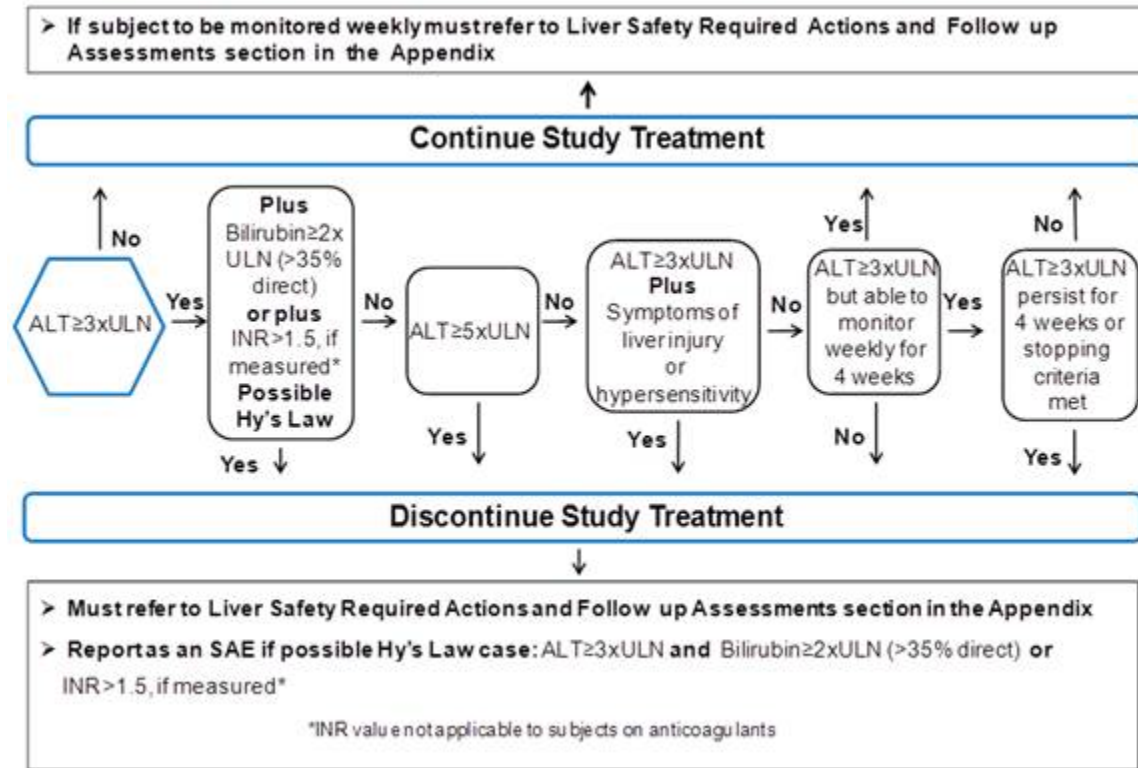 ➢ If subject to be monitored weekly must refer to Liver Safety Required Actions and Follow up
Assessments section in the Appendix
Continue Study Treatment
No
ALT≥3xULN
Yes
Plus
Bilirubin≥2x
ULN (>35%
direct)
or plus
INR>1.5, if
measured*
Possible
Hy's Law
Yes
No
ALT≥5xULN
Yes
No
ALT≥3xULN
Plus
Symptoms of
liver injury
or
hypersensitivity
Yes
No
Yes
ALT≥3xULN
but able to
monitor
weekly for
4 weeks
No
Yes
No
ALT≥3xULN
persist for
4 weeks or
stopping
criteria
met
Yes
Discontinue Study Treatment
➢ Must refer to Liver Safety Required Actions and Follow up Assessments section in the Appendix
➢ Report as an SAE if possible Hy's Law case: ALT≥3xULN and Bilirubin≥2xULN (>35% direct) or
INR>1.5, if measured*
*INR value not applicable to subjects on anticoagulants